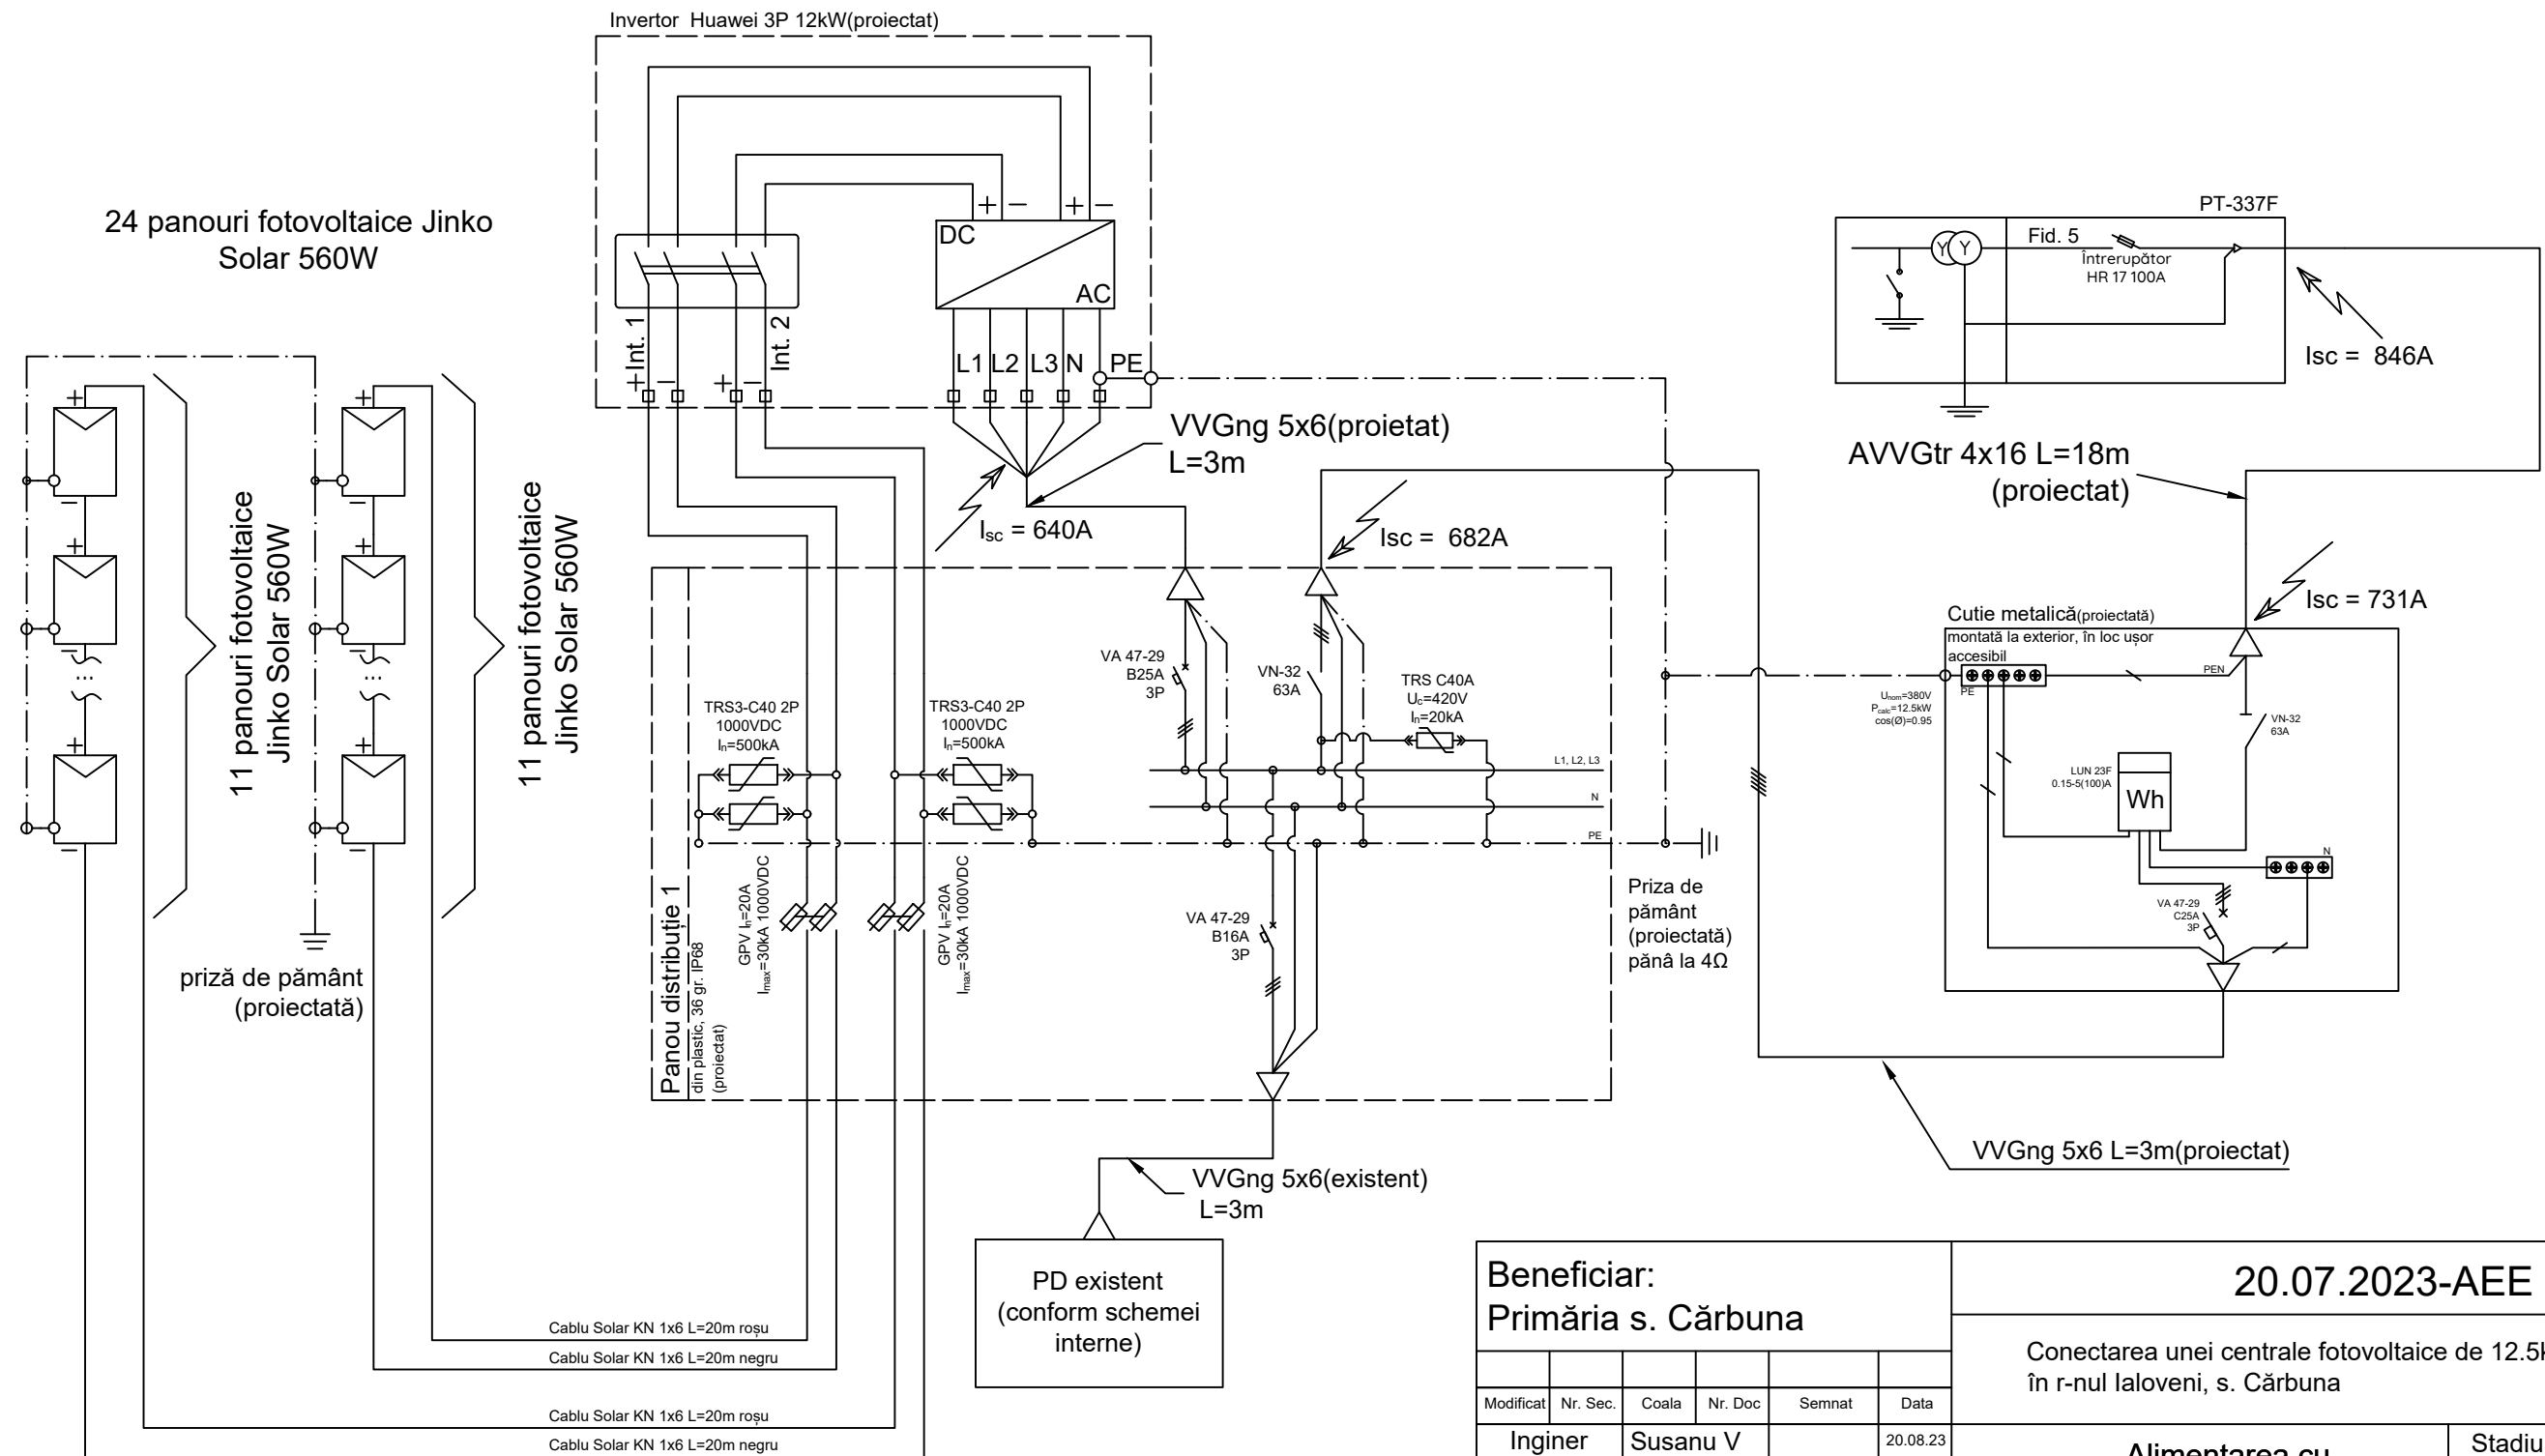 Invertor Huawei 3P 12kW(proiectat)
24 panouri fotovoltaice Jinko
Solar 560W
DC
AC
+ − + −
+Int. 1 −
+ − Int. 2
L1 L2 L3 N PE
VVGng 5x6(proietat)
L=3m
Isc = 640A
Isc = 682A
PT-337F
Fid. 5
Întrerupător
HR 17 100A
Y Y
Isc = 846A
AVVGtr 4x16 L=18m
(proiectat)
Isc = 731A
11 panouri fotovoltaice
Jinko Solar 560W
11 panouri fotovoltaice
Jinko Solar 560W
+
−
+
−
...
+
−
+
−
+
−
...
+
−
priză de pământ
(proiectată)
Panou distribuție 1
din plastic, 36 gr. IP68
(proiectat)
TRS3-C40 2P
1000VDC
In=500kA
TRS3-C40 2P
1000VDC
In=500kA
VA 47-29
B25A
3P
VN-32
63A
TRS C40A
Uc=420V
In=20kA
L1, L2, L3
N
PE
GPV In=20A
Imax=30kA 1000VDC
GPV In=20A
Imax=30kA 1000VDC
VA 47-29
B16A
3P
Priza de
pământ
(proiectată)
pănâ la 4Ω
Cutie metalică(proiectată)
montată la exterior, în loc ușor
accesibil
PE
PEN
Unom=380V
Pcalc=12.5kW
cos(Ø)=0.95
VN-32
63A
LUN 23F
0.15-5(100)A
Wh
N
VA 47-29
C25A
3P
VVGng 5x6 L=3m(proiectat)
VVGng 5x6(existent)
L=3m
PD existent
(conform schemei
interne)
Cablu Solar KN 1x6 L=20m roșu
Cablu Solar KN 1x6 L=20m negru
Cablu Solar KN 1x6 L=20m roșu
Cablu Solar KN 1x6 L=20m negru
Beneficiar:
Primăria s. Cărbuna
20.07.2023-AEE
Conectarea unei centrale fotovoltaice de 12.5k
în r-nul Ialoveni, s. Cărbuna
Modificat Nr. Sec. Coala Nr. Doc Semnat Data
Inginer Susanu V 20.08.23
Alimentarea cu
Stadiu